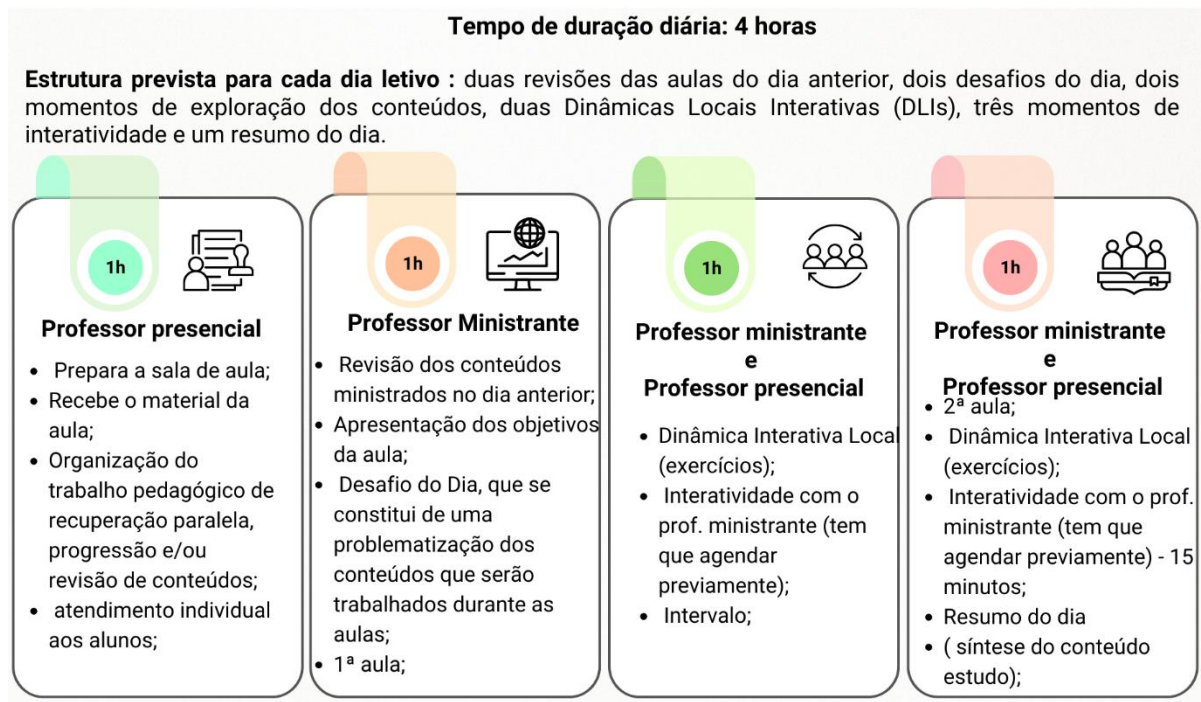 Tempo de duração diária: 4 horas
Estrutura prevista para cada dia letivo : duas revisões das aulas do dia anterior, dois desafios do dia, dois
momentos de exploração dos conteúdos, duas Dinâmicas Locais Interativas (DLIs), três momentos de
interatividade e um resumo do dia.
1h
Professor presencial
• Prepara a sala de aula;
• Recebe o material da
aula;
• Organização do
trabalho pedagógico de
recuperação paralela,
progressão e/ou
revisão de conteúdos;
• atendimento individual
aos alunos;
1h
Professor Ministrante
• Revisão dos conteúdos
ministrados no dia anterior;
• Apresentação dos objetivos
da aula;
• Desafio do Dia, que se
constitui de uma
problematização dos
conteúdos que serão
trabalhados durante as
aulas;
• 1ª aula;
1h
Professor ministrante
e
Professor presencial
• Dinâmica Interativa Local
(exercícios);
• Interatividade com o
prof. ministrante (tem
que agendar
previamente);
• Intervalo;
1h
Professor ministrante
e
Professor presencial
• 2ª aula;
• Dinâmica Interativa Local
(exercícios);
• Interatividade com o prof.
ministrante (tem que
agendar previamente) - 15
minutos;
• Resumo do dia
• ( síntese do conteúdo
estudo);